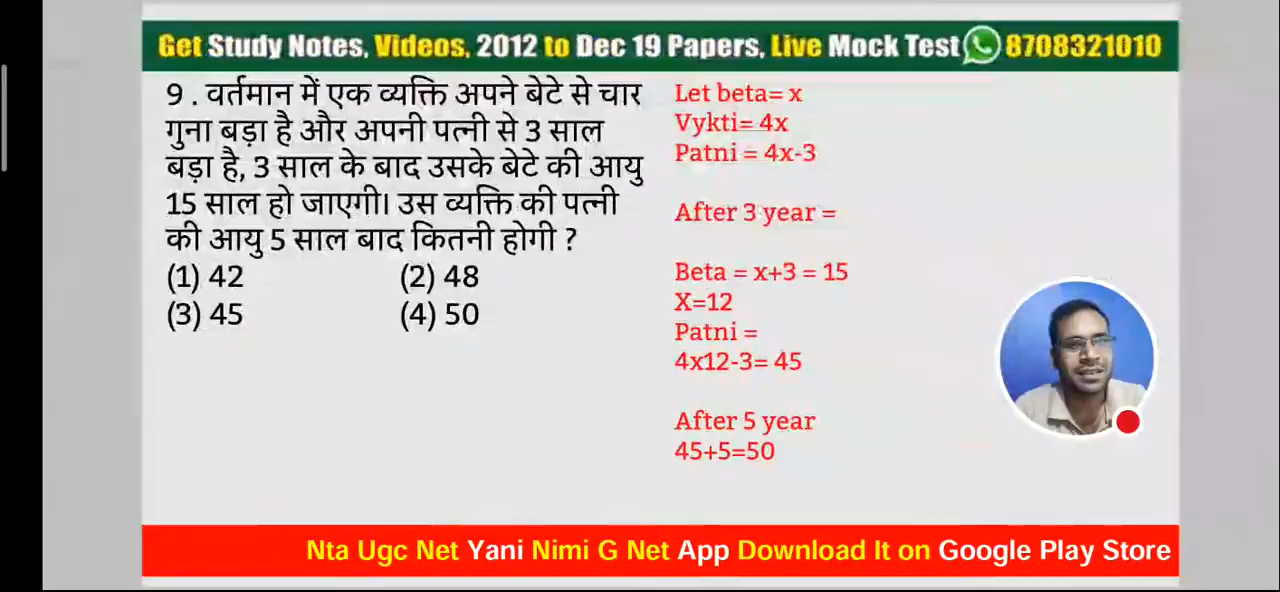 Get Study Notes, Videos, 2012 to Dec 19 Papers, Live Mock Test 8708321010
9 . वर्तमान में एक व्यक्ति अपने बेटे से चार
गुना बड़ा है और अपनी पत्नी से 3 साल
बड़ा है, 3 साल के बाद उसके बेटे की आयु
15 साल हो जाएगी। उस व्यक्ति की पत्नी
की आयु 5 साल बाद कितनी होगी ?
(1) 42 (2) 48
(3) 45 (4) 50
Let beta= x
Vykti= 4x
Patni = 4x-3
After 3 year =
Beta = x+3 = 15
X=12
Patni =
4x12-3= 45
After 5 year
45+5=50
Nta Ugc Net Yani Nimi G Net App Download It on Google Play Store